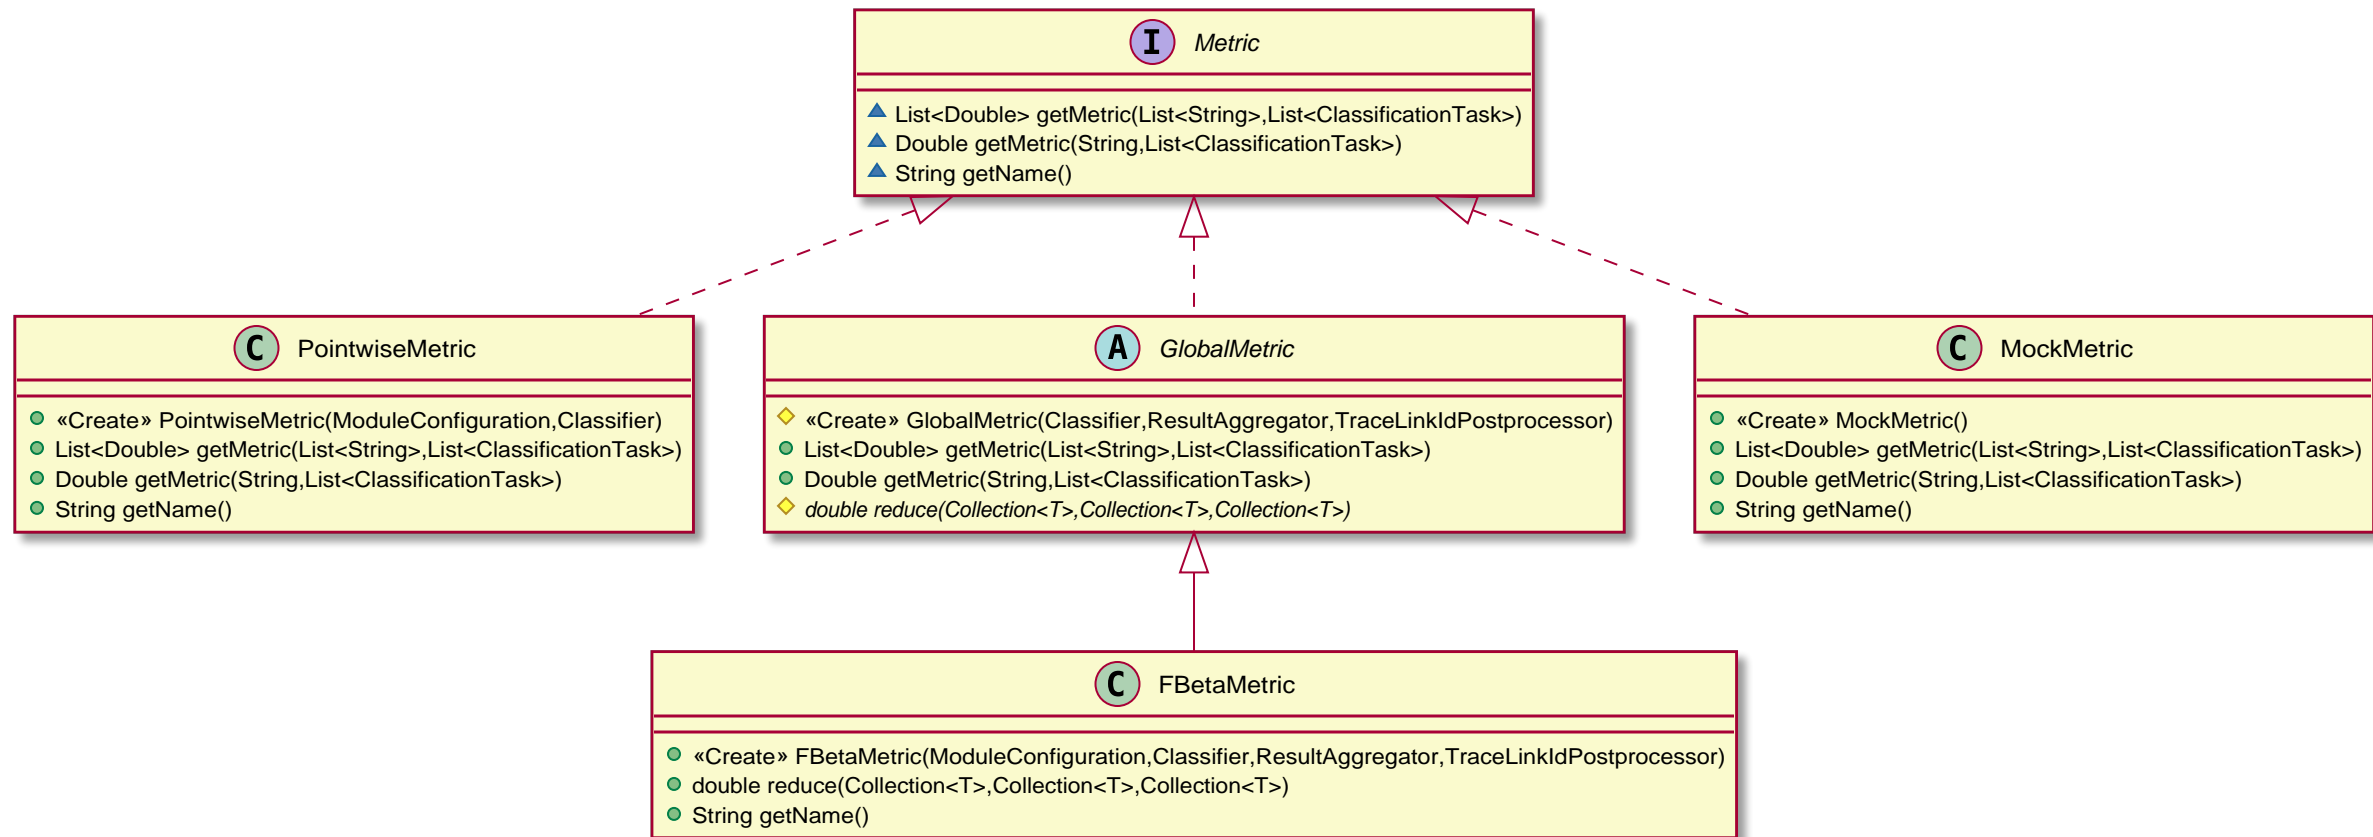 I Metric
List<Double> getMetric(List<String>,List<ClassificationTask>)
Double getMetric(String,List<ClassificationTask>)
String getName()
C PointwiseMetric
«Create» PointwiseMetric(ModuleConfiguration,Classifier)
List<Double> getMetric(List<String>,List<ClassificationTask>)
Double getMetric(String,List<ClassificationTask>)
String getName()
A GlobalMetric
«Create» GlobalMetric(Classifier,ResultAggregator,TraceLinkIdPostprocessor)
List<Double> getMetric(List<String>,List<ClassificationTask>)
Double getMetric(String,List<ClassificationTask>)
double reduce(Collection<T>,Collection<T>,Collection<T>)
C MockMetric
«Create» MockMetric()
List<Double> getMetric(List<String>,List<ClassificationTask>)
Double getMetric(String,List<ClassificationTask>)
String getName()
C FBetaMetric
«Create» FBetaMetric(ModuleConfiguration,Classifier,ResultAggregator,TraceLinkIdPostprocessor)
double reduce(Collection<T>,Collection<T>,Collection<T>)
String getName()